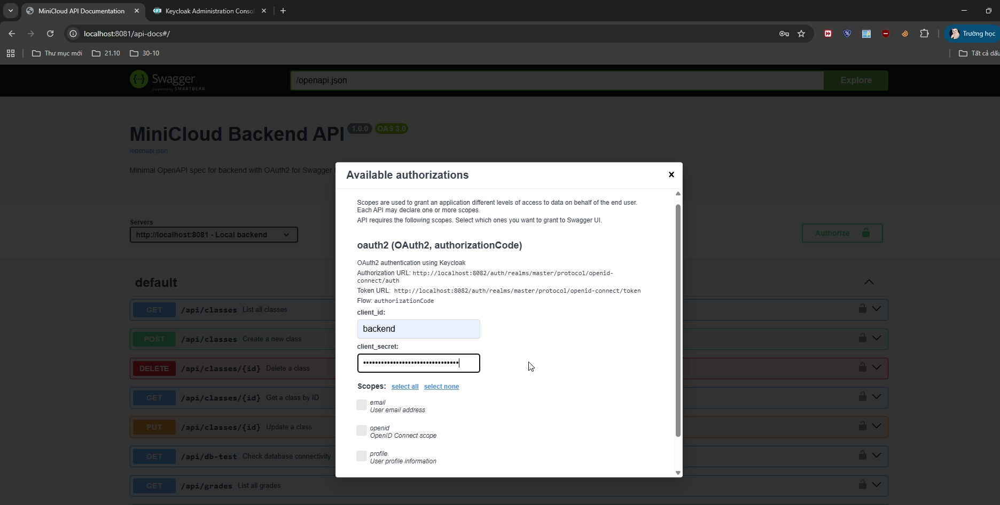 MiniCloud API Documentation
Keycloak Administration Conso
localhost:8081/api-docs#/
Trường học
Thư mục mới
21.10
30-10
Tất cả dấu
Swagger.
Supported by SMARTBEAR
/openapi.json
Explore
MiniCloud Backend API 1.0.0 OAS 3.0
/openapi.json
Minimal OpenAPI spec for backend with OAuth2 for Swagger
Available authorizations
Scopes are used to grant an application different levels of access to data on behalf of the end user.
Each API may declare one or more scopes.
API requires the following scopes. Select which ones you want to grant to Swagger UI.
Servers
http://localhost:8081 - Local backend
Authorize
oauth2 (OAuth2, authorizationCode)
OAuth2 authentication using Keycloak
Authorization URL: http://localhost:8082/auth/realms/master/protocol/openid-
connect/auth
Token URL: http://localhost:8082/auth/realms/master/protocol/openid-connect/token
Flow: authorizationCode
client_id:
backend
client_secret:
Scopes: select all select none
email
User email address
openid
OpenID Connect scope
profile
User profile information
default
GET /api/classes List all classes
POST /api/classes Create a new class
DELETE /api/classes/{id} Delete a class
GET /api/classes/{id} Get a class by ID
PUT /api/classes/{id} Update a class
GET /api/db-test Check database connectivity
GET /api/grades List all grades